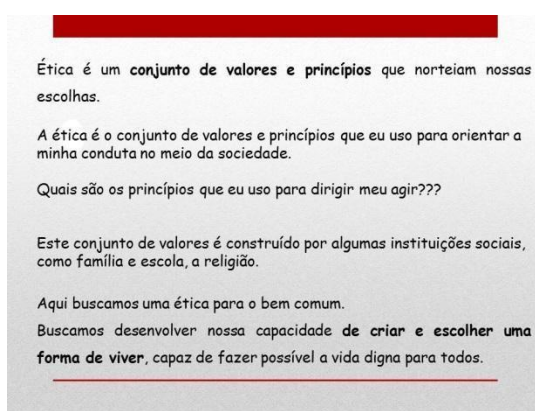 Ética é um conjunto de valores e princípios que norteiam nossas
escolhas.
A ética é o conjunto de valores e princípios que eu uso para orientar a
minha conduta no meio da sociedade.
Quais são os princípios que eu uso para dirigir meu agir???
Este conjunto de valores é construído por algumas instituições sociais,
como família e escola, a religião.
Aqui buscamos uma ética para o bem comum.
Buscamos desenvolver nossa capacidade de criar e escolher uma
forma de viver, capaz de fazer possível a vida digna para todos.